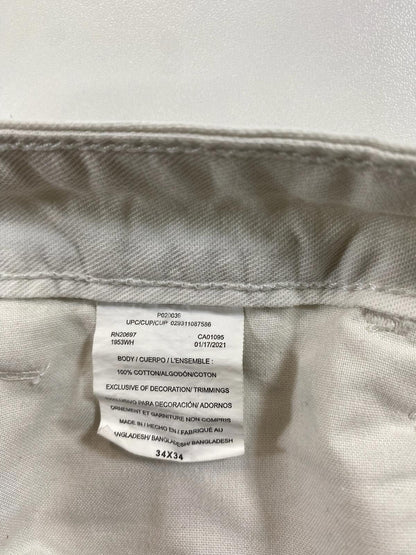 P020035
UPC/CUP/CUP 029311087586
RN20697 CA01095
1953WH 01/17/2021
BODY / CUERPO / L'ENSEMBLE :
100% COTTON/ALGODÓN/COTON
EXCLUSIVE OF DECORATION/TRIMMINGS
EXCLUSIVO PARA DECORACIÓN/ADORNOS
ORNEMENT ET GARNITURE NON COMPRIS
MADE IN / HECHO EN / FABRIQUÉ AU
BANGLADESH/ BANGLADESH/ BANGLADESH
34X34